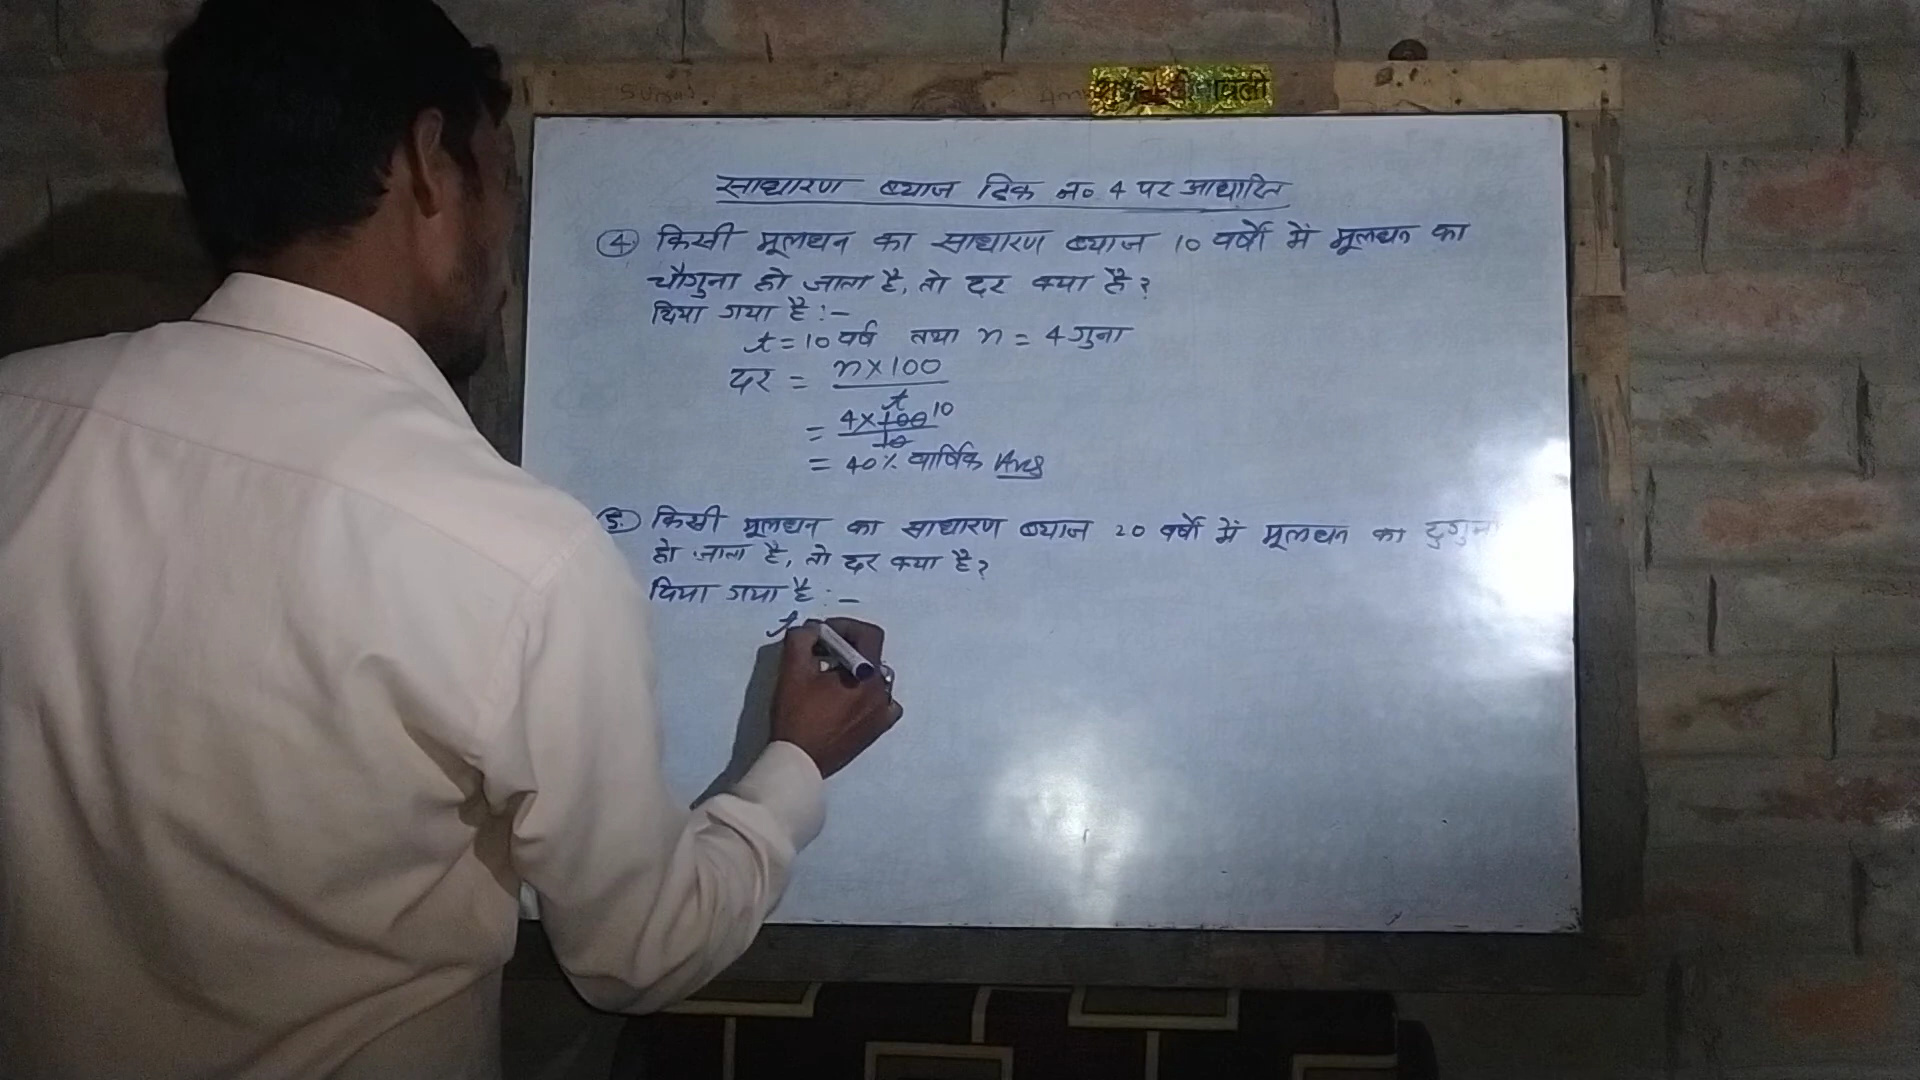 साधारण ब्याज ट्रिक न० 4 पर आधारित
④ किसी मूलधन का साधारण ब्याज 10 वर्षों में मूलधन का
चौगुना हो जाता है, तो दर क्या है?
दिया गया है :-
t = 10 वर्ष तथा n = 4 गुना
दर = n × 100 / t
= 4 × 100 10 / 10
= 40% वार्षिक Ans
⑤ किसी मूलधन का साधारण ब्याज 20 वर्षों में मूलधन का दुगुना
हो जाता है, तो दर क्या है?
दिया गया है :-
t